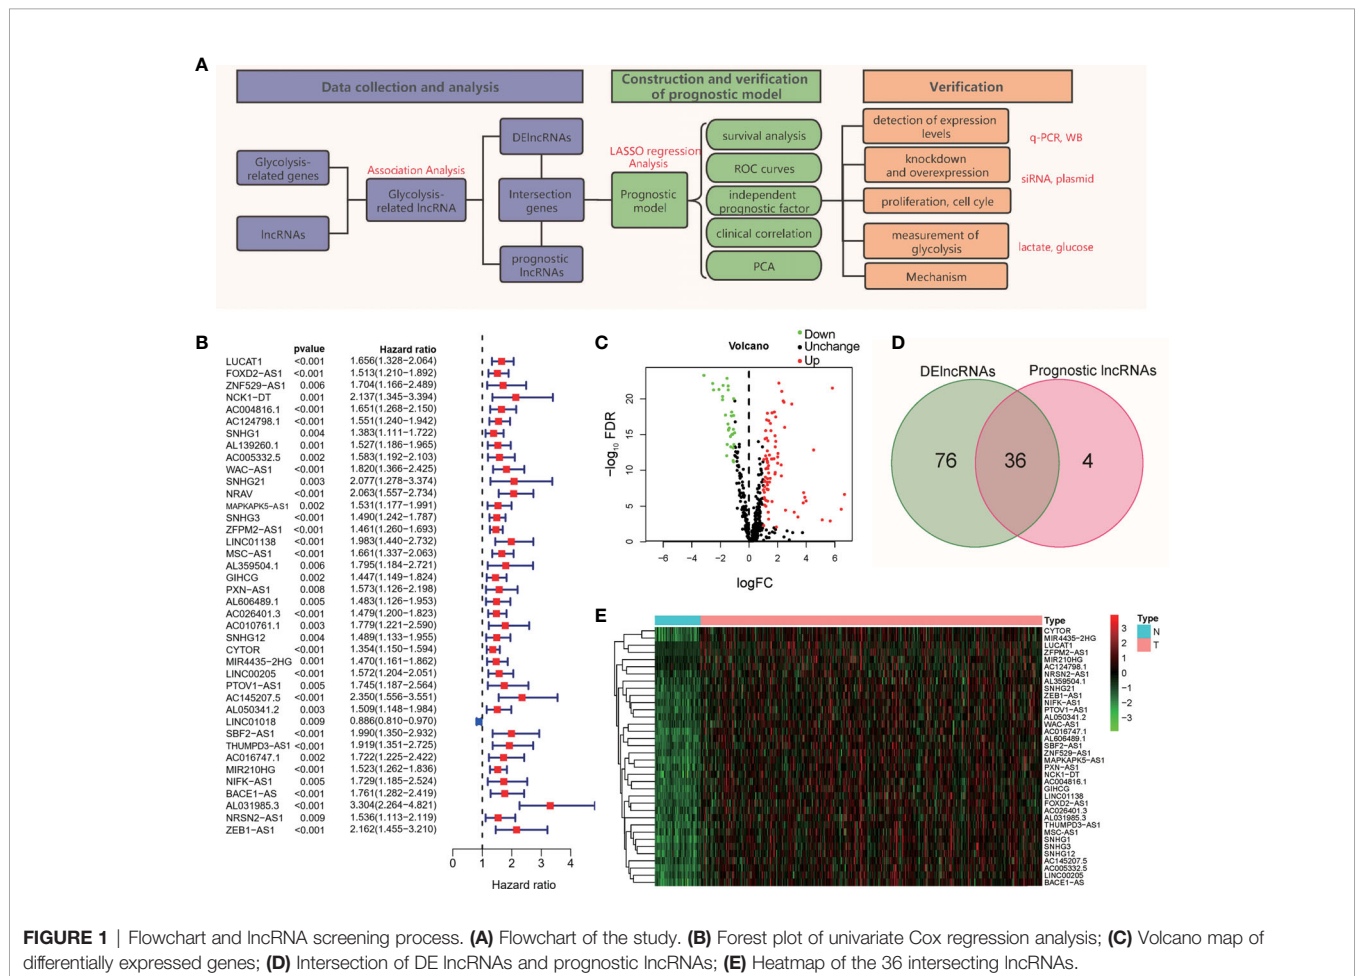 A
Data collection and analysis
Construction and verification
of prognostic model
Verification
Glycolysis-
related genes
lncRNAs
Association Analysis
Glycolysis-
related lncRNA
DElncRNAs
Intersection
genes
prognostic
lncRNAs
LASSO regression
Analysis
Prognostic
model
survival analysis
ROC curves
independent
prognostic factor
clinical correlation
PCA
detection of expression
levels
knockdown
and overexpression
proliferation, cell cyle
measurement of
glycolysis
Mechanism
q-PCR, WB
siRNA, plasmid
lactate, glucose
B
pvalue Hazard ratio
LUCAT1 <0.001 1.656(1.328−2.064)
FOXD2−AS1 <0.001 1.513(1.210−1.892)
ZNF529−AS1 0.006 1.704(1.166−2.489)
NCK1−DT 0.001 2.137(1.345−3.394)
AC004816.1 <0.001 1.651(1.268−2.150)
AC124798.1 <0.001 1.551(1.240−1.942)
SNHG1 0.004 1.383(1.111−1.722)
AL139260.1 0.001 1.527(1.186−1.965)
AC005332.5 0.002 1.583(1.192−2.103)
WAC−AS1 <0.001 1.820(1.366−2.425)
SNHG21 0.003 2.077(1.278−3.374)
NRAV <0.001 2.063(1.557−2.734)
MAPKAPK5−AS1 0.002 1.531(1.177−1.991)
SNHG3 <0.001 1.490(1.242−1.787)
ZFPM2−AS1 <0.001 1.461(1.260−1.693)
LINC01138 <0.001 1.983(1.440−2.732)
MSC−AS1 <0.001 1.661(1.337−2.063)
AL359504.1 0.006 1.795(1.184−2.721)
GIHCG 0.002 1.447(1.149−1.824)
PXN−AS1 0.008 1.573(1.126−2.198)
AL606489.1 0.005 1.483(1.126−1.953)
AC026401.3 <0.001 1.479(1.200−1.823)
AC010761.1 0.003 1.779(1.221−2.590)
SNHG12 0.004 1.489(1.133−1.955)
CYTOR <0.001 1.354(1.150−1.594)
MIR4435−2HG 0.001 1.470(1.161−1.862)
LINC00205 <0.001 1.572(1.204−2.051)
PTOV1−AS1 0.005 1.745(1.187−2.564)
AC145207.5 <0.001 2.350(1.556−3.551)
AL050341.2 0.003 1.509(1.148−1.984)
LINC01018 0.009 0.886(0.810−0.970)
SBF2−AS1 <0.001 1.990(1.350−2.932)
THUMPD3−AS1 <0.001 1.919(1.351−2.725)
AC016747.1 0.002 1.722(1.225−2.422)
MIR210HG <0.001 1.523(1.262−1.836)
NIFK−AS1 0.005 1.729(1.185−2.524)
BACE1−AS <0.001 1.761(1.282−2.419)
AL031985.3 <0.001 3.304(2.264−4.821)
NRSN2−AS1 0.009 1.536(1.113−2.119)
ZEB1−AS1 <0.001 2.162(1.455−3.210)
0 1 2 3 4
Hazard ratio
C
Volcano
Down
Unchange
Up
−log10 FDR
20
15
10
5
0
−6 −4 −2 0 2 4 6
logFC
D
DElncRNAs
Prognostic lncRNAs
76 36 4
E
Type
CYTOR
MIR4435−2HG
LUCAT1
ZFPM2−AS1
MIR210HG
AC124798.1
NRSN2−AS1
AL359504.1
SNHG21
ZEB1−AS1
NIFK−AS1
PTOV1−AS1
AL050341.2
WAC−AS1
AC016747.1
AL606489.1
SBF2−AS1
ZNF529−AS1
MAPKAPK5−AS1
PXN−AS1
NCK1−DT
AC004816.1
GIHCG
LINC01138
FOXD2−AS1
AC026401.3
AL031985.3
THUMPD3−AS1
MSC−AS1
SNHG1
SNHG3
SNHG12
AC145207.5
AC005332.5
LINC00205
BACE1−AS
3
2
1
0
−1
−2
−3
Type
N
T
FIGURE 1 | Flowchart and lncRNA screening process. (A) Flowchart of the study. (B) Forest plot of univariate Cox regression analysis; (C) Volcano map of
differentially expressed genes; (D) Intersection of DE lncRNAs and prognostic lncRNAs; (E) Heatmap of the 36 intersecting lncRNAs.